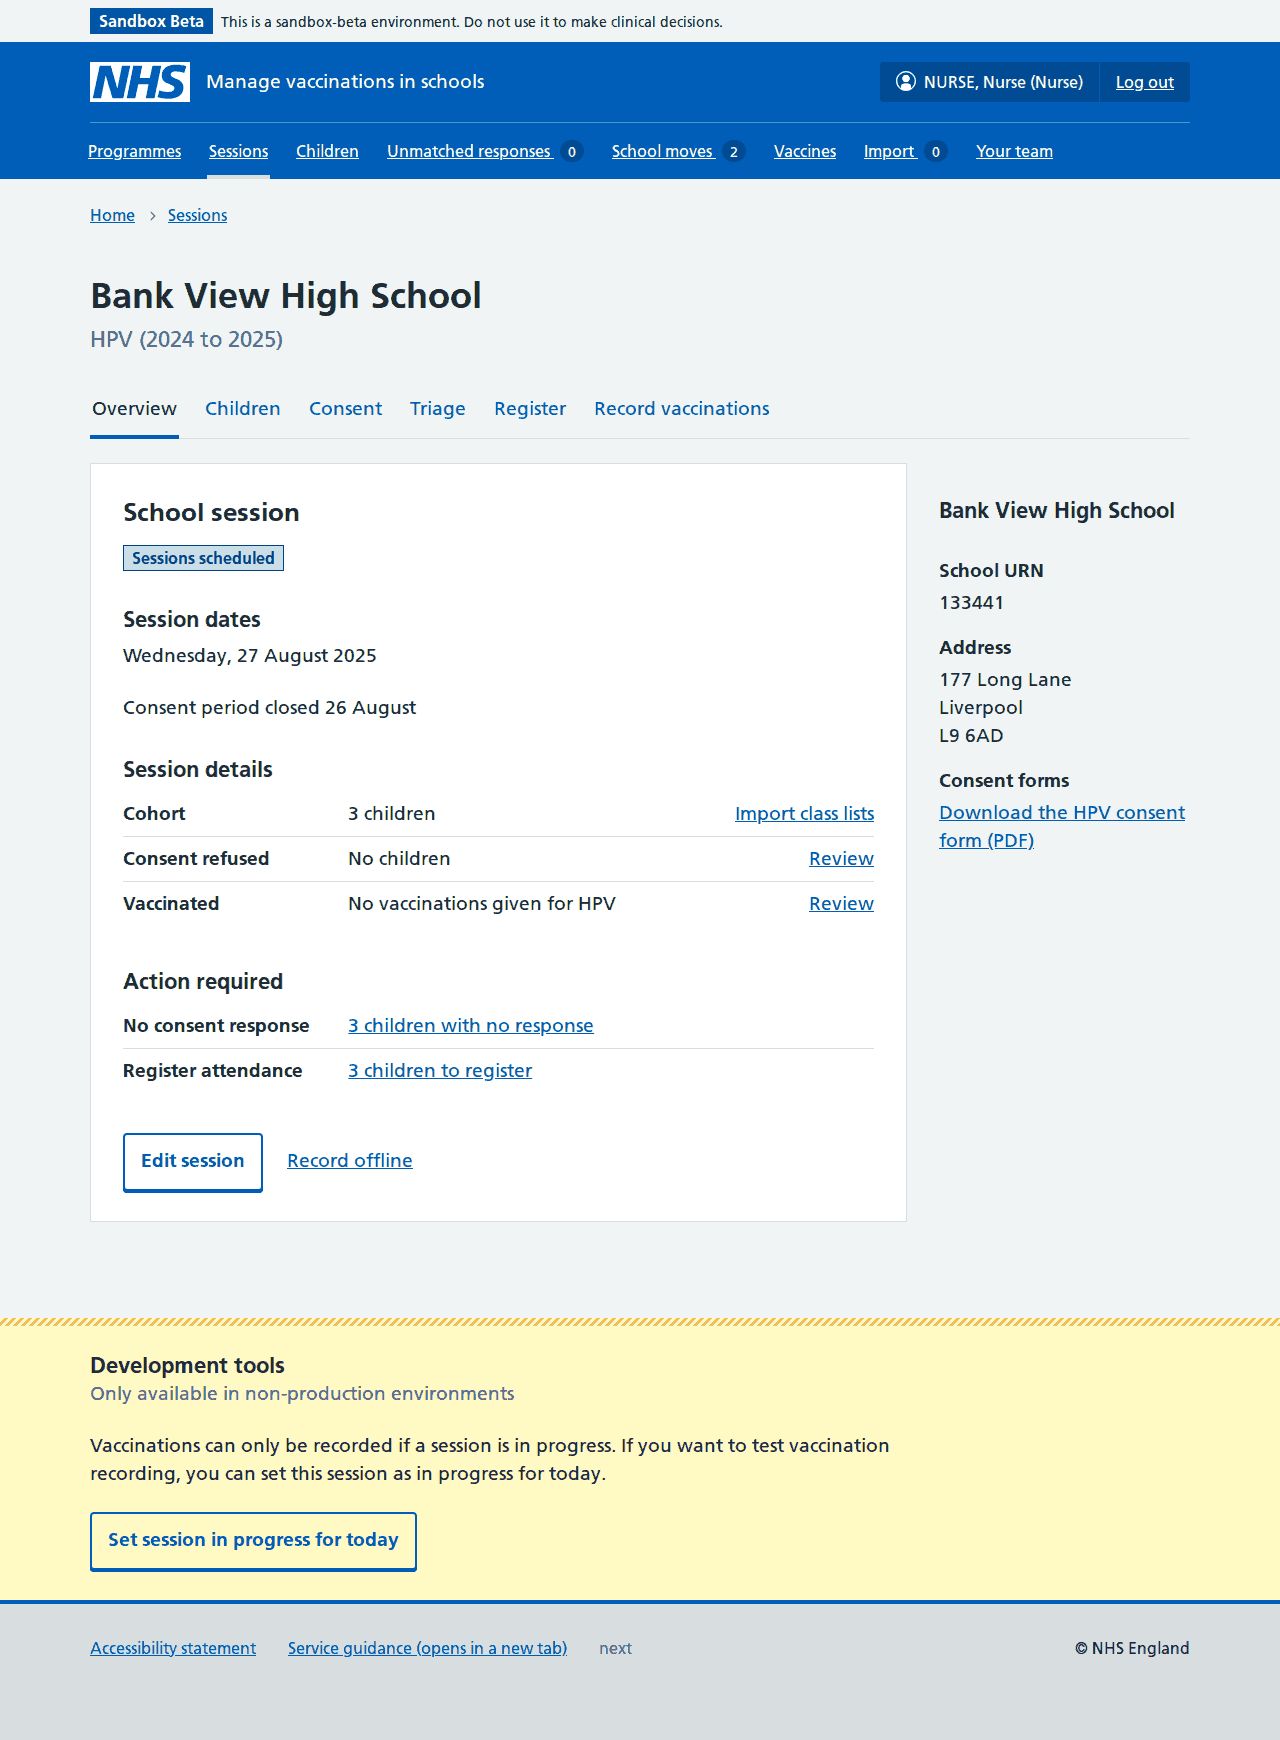 Sandbox Beta This is a sandbox-beta environment. Do not use it to make clinical decisions.
NHS Manage vaccinations in schools NURSE, Nurse (Nurse) Log out
Programmes Sessions Children Unmatched responses 0 School moves 2 Vaccines Import 0 Your team
Home Sessions
Bank View High School
HPV (2024 to 2025)
Overview Children Consent Triage Register Record vaccinations
School session
Sessions scheduled
Session dates
Wednesday, 27 August 2025
Consent period closed 26 August
Session details
Cohort 3 children Import class lists
Consent refused No children Review
Vaccinated No vaccinations given for HPV Review
Action required
No consent response 3 children with no response
Register attendance 3 children to register
Edit session Record offline
Bank View High School
School URN
133441
Address
177 Long Lane
Liverpool
L9 6AD
Consent forms
Download the HPV consent
form (PDF)
Development tools
Only available in non-production environments
Vaccinations can only be recorded if a session is in progress. If you want to test vaccination
recording, you can set this session as in progress for today.
Set session in progress for today
Accessibility statement Service guidance (opens in a new tab) next © NHS England